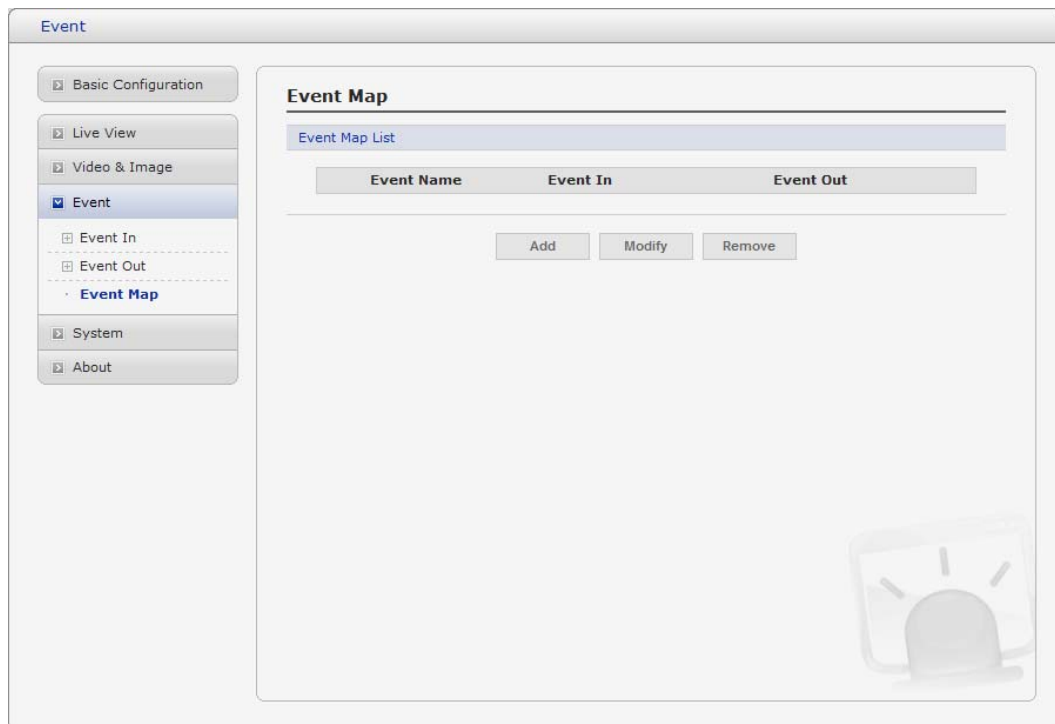 Event
Basic Configuration
Live View
Video & Image
Event
Event In
Event Out
Event Map
System
About
Event Map
Event Map List
Event Name Event In Event Out
Add Modify Remove